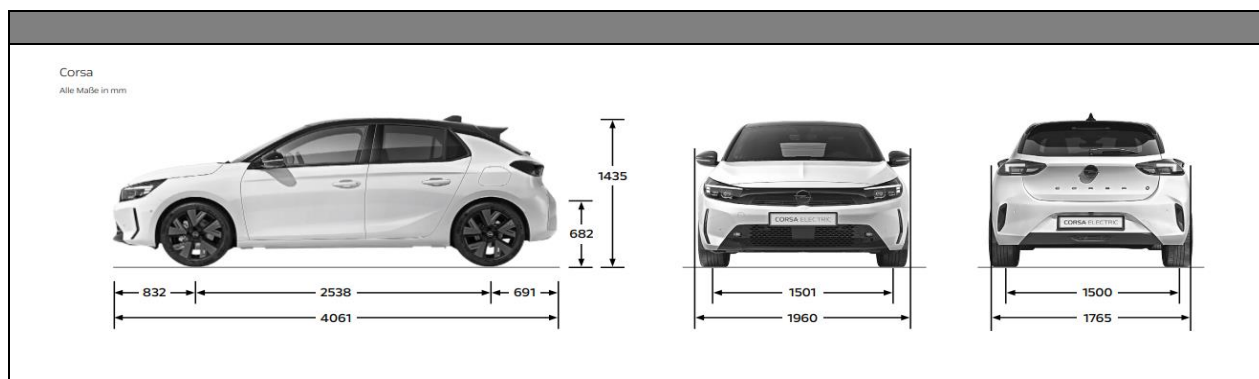 Corsa
Alle Maße in mm
1435
682
832
2538
691
4061
CORSA ELECTRIC
1501
1960
CORSA
CORSA ELECTRIC
1500
1765